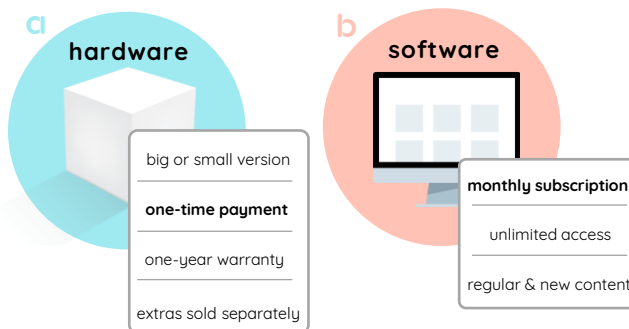 a
hardware
big or small version
one-time payment
one-year warranty
extras sold separately
b
software
monthly subscription
unlimited access
regular & new content